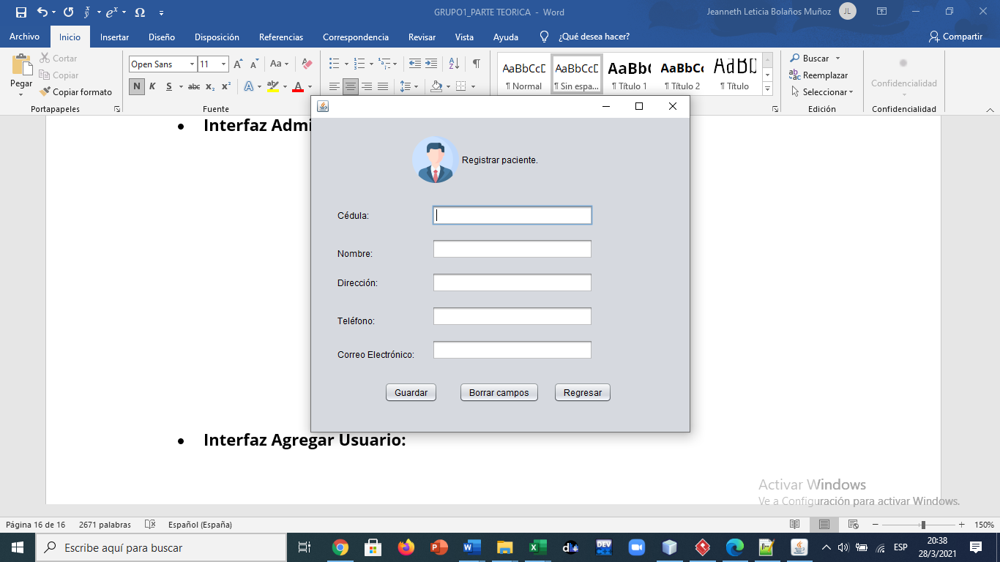 GRUPO1_PARTE TEORICA - Word
Jeanneth Leticia Bolaños Muñoz JL
Archivo Inicio Insertar Diseño Disposición Referencias Correspondencia Revisar Vista Ayuda ¿Qué desea hacer? Compartir
Pegar
Cortar
Copiar
Copiar formato
Portapapeles
Open Sans 11
N K S abc x₂ x²
Fuente
AaBbCcD AaBbCcD AaBb( AaBbCc AaBb
¶ Normal ¶ Sin espa... ¶ Título 1 ¶ Título 2 ¶ Título
Buscar
Reemplazar
Seleccionar
Edición
Confidencialidad
Confidencialidad
• Interfaz Admi
Registrar paciente.
Cédula:
Nombre:
Dirección:
Teléfono:
Correo Electrónico:
Guardar Borrar campos Regresar
• Interfaz Agregar Usuario:
Activar Windows
Ve a Configuración para activar Windows.
Página 16 de 16 2671 palabras Español (España) 150%
Escribe aquí para buscar
DEV
ESP
20:38
28/3/2021